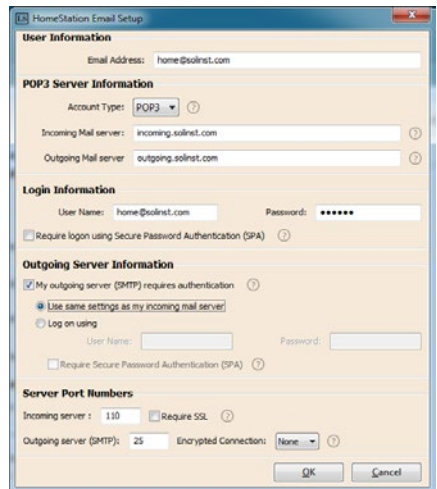 LS HomeStation Email Setup
User Information
Email Address: home@solinst.com
POP3 Server Information
Account Type: POP3
Incoming Mail server: incoming.solinst.com
Outgoing Mail server outgoing.solinst.com
Login Information
User Name: home@solinst.com Password: ••••••
Require logon using Secure Password Authentication (SPA)
Outgoing Server Information
My outgoing server (SMTP) requires authentication
Use same settings as my incoming mail server
Log on using
User Name: Password:
Require Secure Password Authentication (SPA)
Server Port Numbers
Incoming server : 110 Require SSL
Outgoing server (SMTP): 25 Encrypted Connection: None
OK Cancel